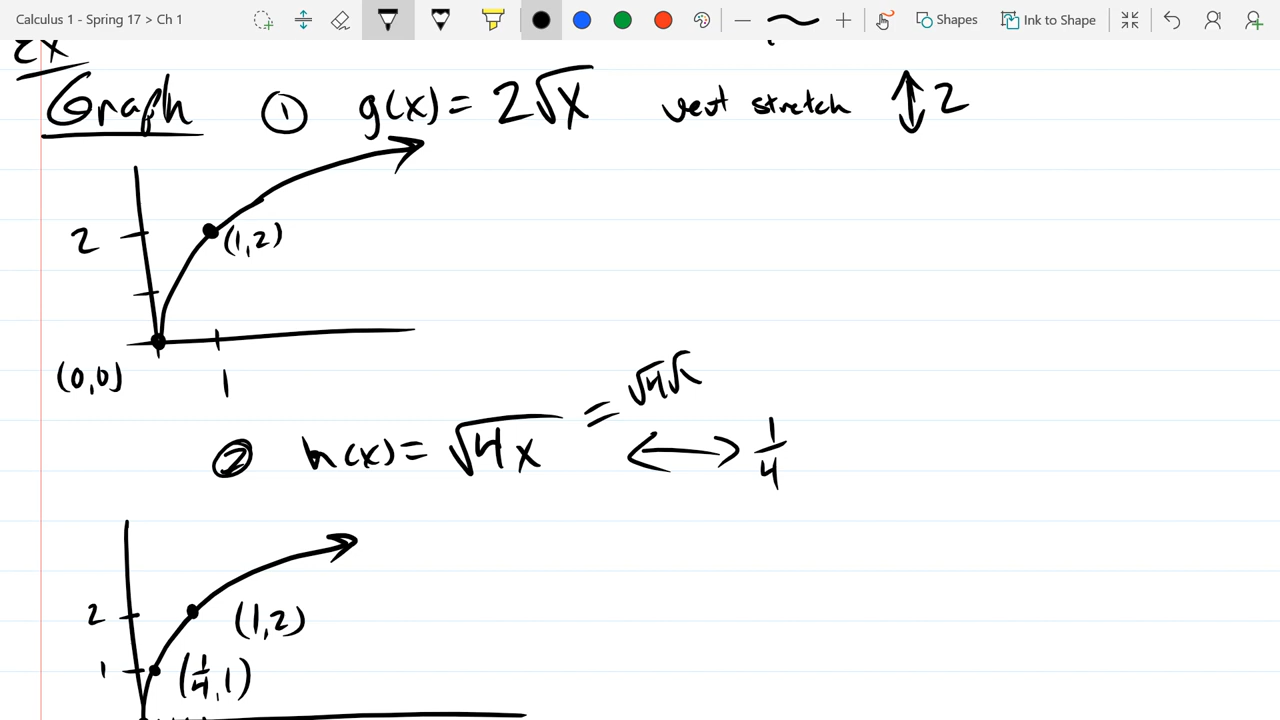 Calculus 1 - Spring 17 > Ch 1
Shapes
Ink to Shape
Ex
Graph ① g(x) = 2√x vert stretch ↕ 2
2
(1,2)
(0,0)
1
② h(x) = √4x = √4√x ↔ 1/4
2
(1,2)
1
(1/4, 1)